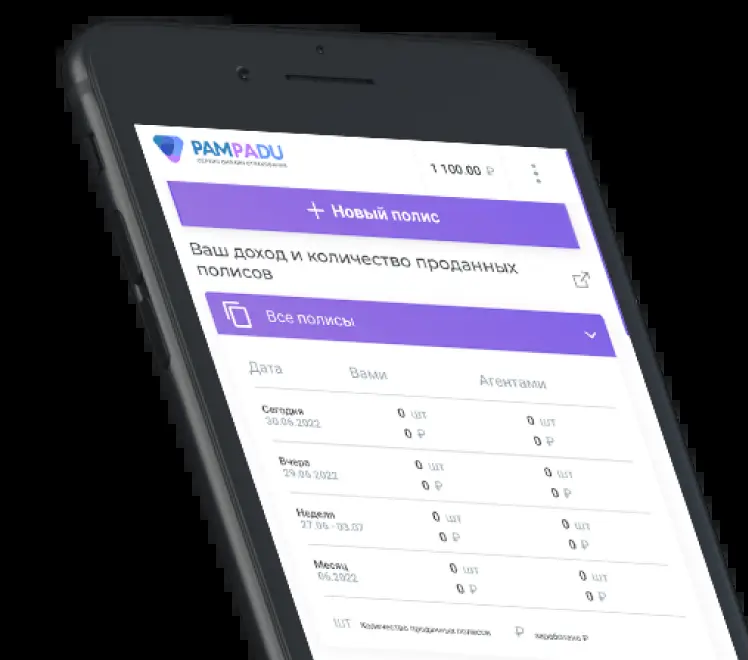 PAMPADU
СЕРВИС ОНЛАЙН-СТРАХОВАНИЯ
1 100.00 ₽
+ Новый полис
Ваш доход и количество проданных
полисов
Все полисы
Дата Вами Агентами
Сегодня 0 шт 0 шт
30.06.2022 0 ₽ 0 ₽
Вчера 0 шт 0 шт
29.06.2022 0 ₽ 0 ₽
Неделя 0 шт 0 шт
27.06 - 03.07 0 ₽ 0 ₽
Месяц 0 шт 0 шт
06.2022 0 ₽ 0 ₽
ШТ Количество проданных полисов ₽ заработано ₽